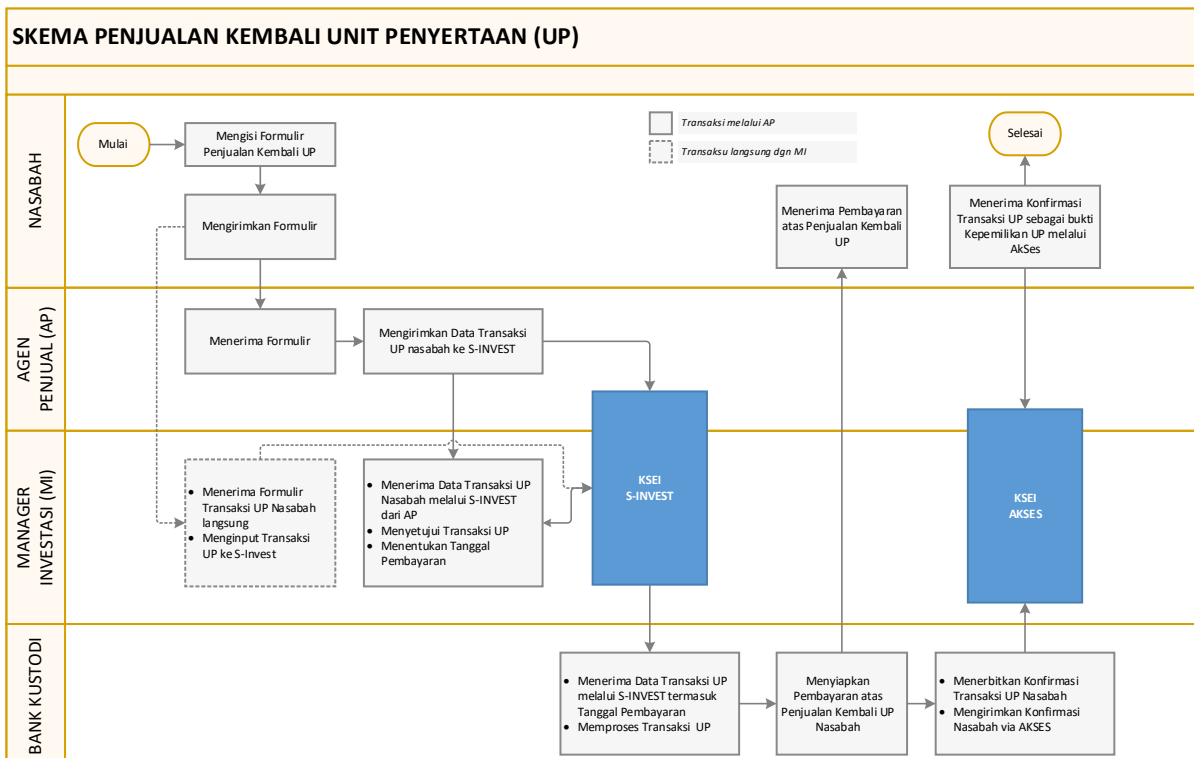 SKEMA PENJUALAN KEMBALI UNIT PENYERTAAN (UP)
NASABAH
Mulai
Mengisi Formulir
Penjualan Kembali UP
Mengirimkan Formulir
Transaksi melalui AP
Transaksu langsung dgn MI
Menerima Pembayaran
atas Penjualan Kembali
UP
Selesai
Menerima Konfirmasi
Transaksi UP sebagai bukti
Kepemilikan UP melalui
AkSes
AGEN
PENJUAL (AP)
Menerima Formulir
Mengirimkan Data Transaksi
UP nasabah ke S-INVEST
MANAGER
INVESTASI (MI)
• Menerima Formulir
Transaksi UP Nasabah
langsung
• Menginput Transaksi
UP ke S-Invest
• Menerima Data Transaksi UP
Nasabah melalui S-INVEST
dari AP
• Menyetujui Transaksi UP
• Menentukan Tanggal
Pembayaran
KSEI
S-INVEST
KSEI
AKSES
BANK KUSTODI
• Menerima Data Transaksi UP
melalui S-INVEST termasuk
Tanggal Pembayaran
• Memproses Transaksi UP
Menyiapkan
Pembayaran atas
Penjualan Kembali UP
Nasabah
• Menerbitkan Konfirmasi
Transaksi UP Nasabah
• Mengirimkan Konfirmasi
Nasabah via AKSES